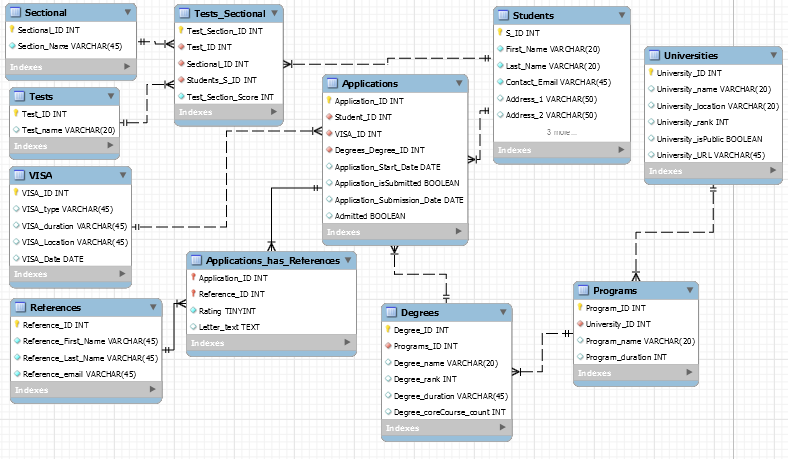 Sectional
Sectional_ID INT
Section_Name VARCHAR(45)
Indexes
Tests_Sectional
Test_Section_ID INT
Test_ID INT
Sectional_ID INT
Students_S_ID INT
Test_Section_Score INT
Indexes
Students
S_ID INT
First_Name VARCHAR(20)
Last_Name VARCHAR(20)
Contact_Email VARCHAR(45)
Address_1 VARCHAR(50)
Address_2 VARCHAR(50)
3 more...
Indexes
Universities
University_ID INT
University_name VARCHAR(20)
University_location VARCHAR(20)
University_rank INT
University_isPublic BOOLEAN
University_URL VARCHAR(45)
Indexes
Tests
Test_ID INT
Test_name VARCHAR(20)
Indexes
Applications
Application_ID INT
Student_ID INT
VISA_ID INT
Degrees_Degree_ID INT
Application_Start_Date DATE
Application_isSubmitted BOOLEAN
Application_Submission_Date DATE
Admitted BOOLEAN
Indexes
VISA
VISA_ID INT
VISA_type VARCHAR(45)
VISA_duration VARCHAR(45)
VISA_Location VARCHAR(45)
VISA_Date DATE
Indexes
Applications_has_References
Application_ID INT
Reference_ID INT
Rating TINYINT
Letter_text TEXT
Indexes
References
Reference_ID INT
Reference_First_Name VARCHAR(45)
Reference_Last_Name VARCHAR(45)
Reference_email VARCHAR(45)
Indexes
Degrees
Degree_ID INT
Programs_ID INT
Degree_name VARCHAR(20)
Degree_rank INT
Degree_duration VARCHAR(45)
Degree_coreCourse_count INT
Indexes
Programs
Program_ID INT
University_ID INT
Program_name VARCHAR(20)
Program_duration INT
Indexes